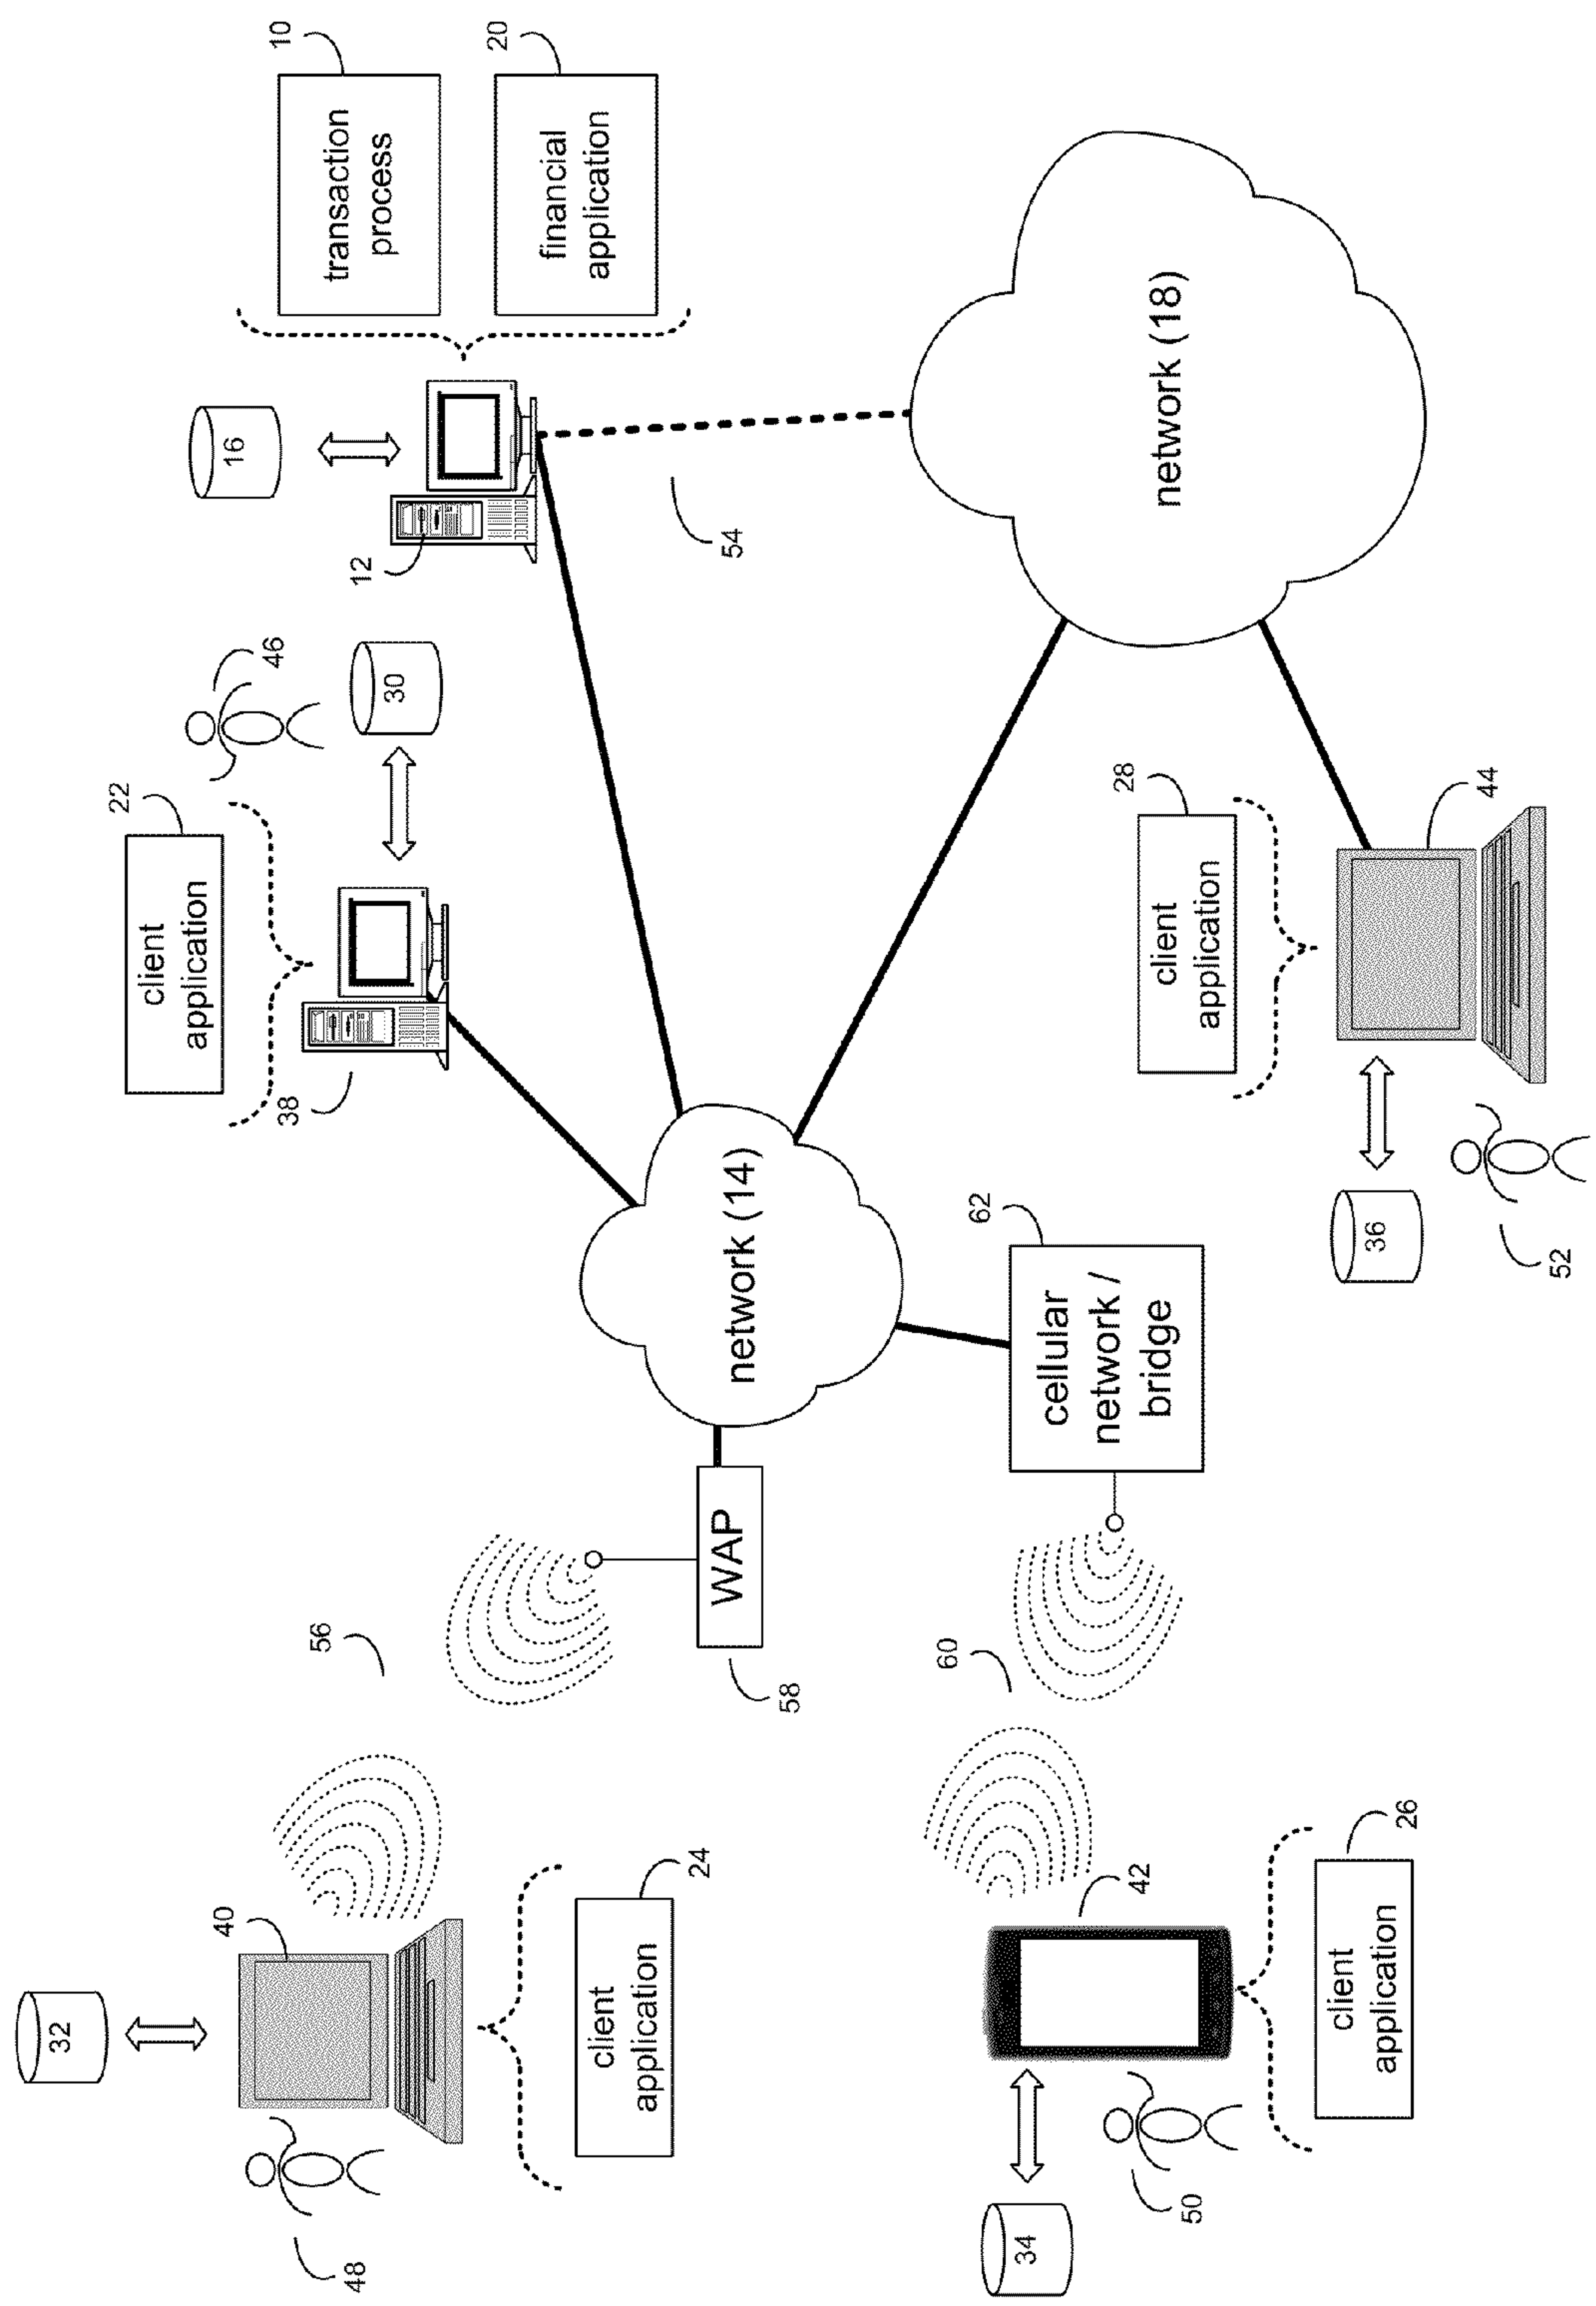 32
22
client
application
40
16
46
10
transaction
process
38
56
48
12
30
20
financial
application
client
application
24
54
WAP
network (14)
58
60
62
34
cellular
network /
bridge
28
42
network (18)
client
application
50
client
application
26
36
44
52